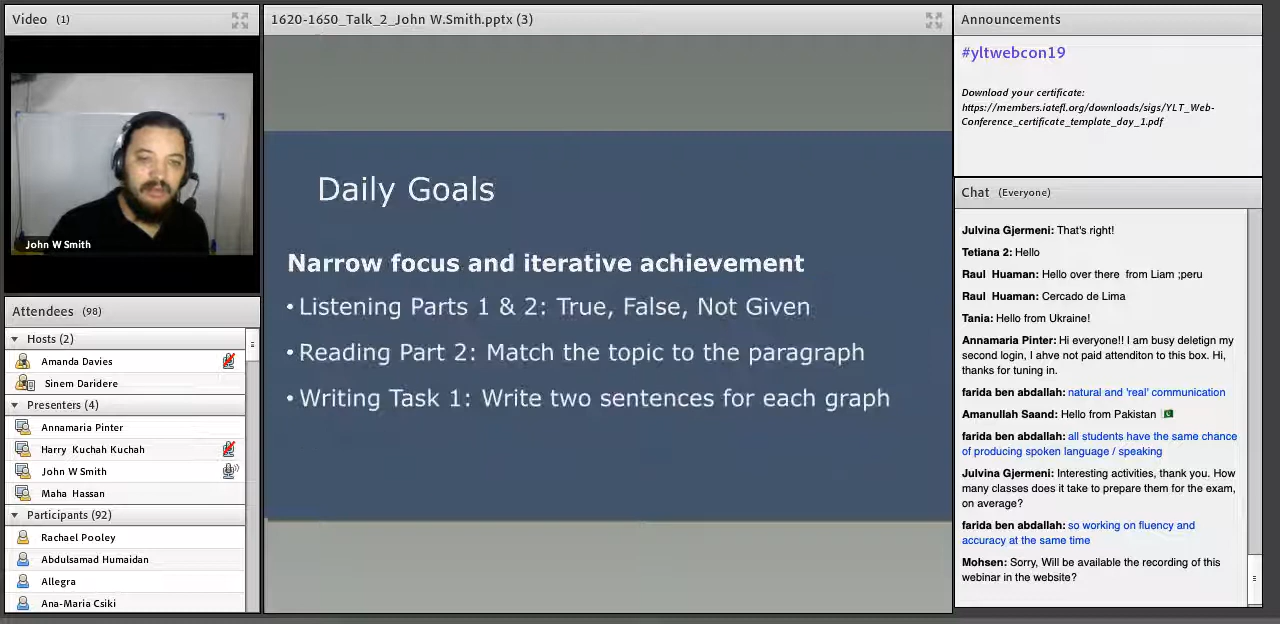 Video (1)
John W Smith
Attendees (98)
Hosts (2)
Amanda Davies
Sinem Daridere
Presenters (4)
Annamaria Pinter
Harry Kuchah Kuchah
John W Smith
Maha Hassan
Participants (92)
Rachael Pooley
Abdulsamad Humaidan
Allegra
Ana-Maria Csiki
1620-1650_Talk_2_John W.Smith.pptx (3)
Daily Goals
Narrow focus and iterative achievement
• Listening Parts 1 & 2: True, False, Not Given
• Reading Part 2: Match the topic to the paragraph
• Writing Task 1: Write two sentences for each graph
Announcements
#yltwebcon19
Download your certificate:
https://members.iatefl.org/downloads/sigs/YLT_Web-
Conference_certificate_template_day_1.pdf
Chat (Everyone)
Julvina Gjermeni: That's right!
Tetiana 2: Hello
Raul Huaman: Hello over there from Liam ;peru
Raul Huaman: Cercado de Lima
Tania: Hello from Ukraine!
Annamaria Pinter: Hi everyone!! I am busy deletign my
second login, I ahve not paid attenditon to this box. Hi,
thanks for tuning in.
farida ben abdallah: natural and 'real' communication
Amanullah Saand: Hello from Pakistan 🇵🇰
farida ben abdallah: all students have the same chance
of producing spoken language / speaking
Julvina Gjermeni: Interesting activities, thank you. How
many classes does it take to prepare them for the exam,
on average?
farida ben abdallah: so working on fluency and
accuracy at the same time
Mohsen: Sorry, Will be available the recording of this
webinar in the website?